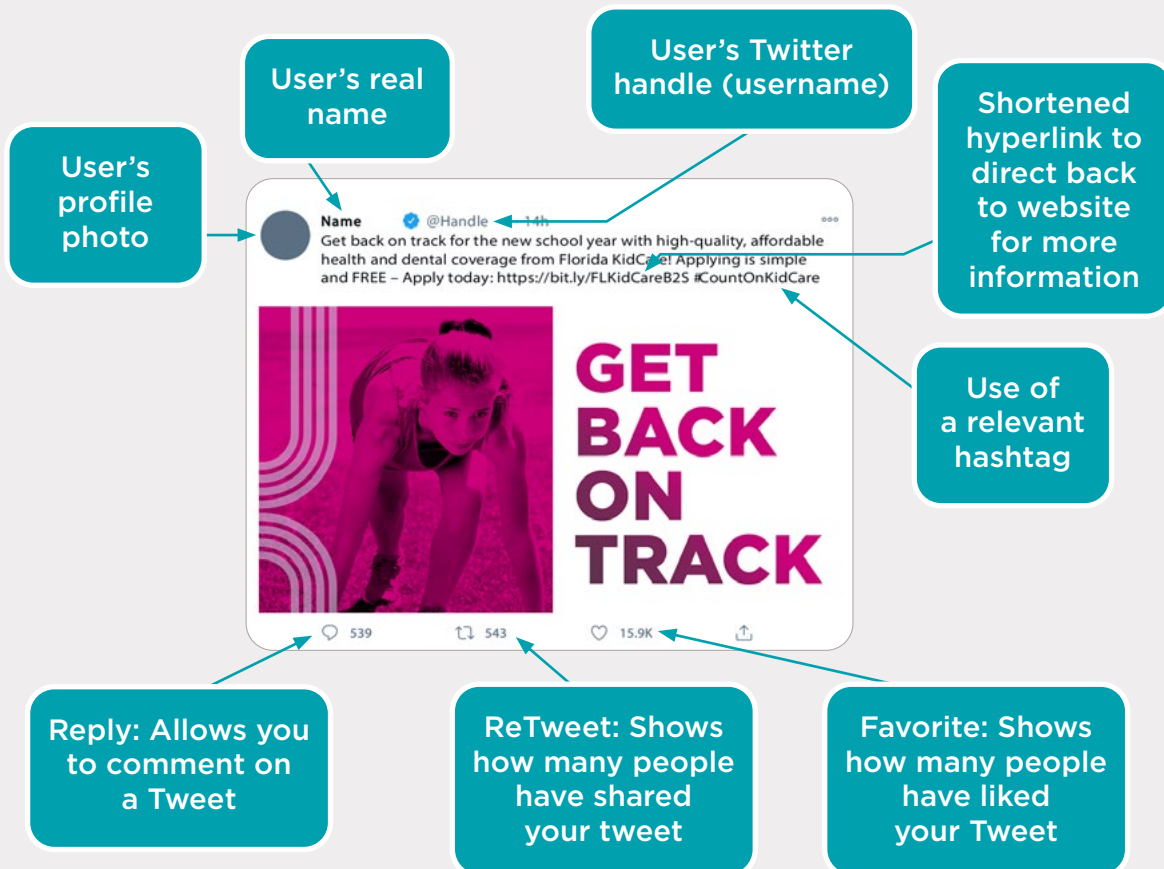 User's real
name
User's Twitter
handle (username)
Shortened
hyperlink to
direct back
to website
for more
information
User's
profile
photo
Name @Handle 14h
Get back on track for the new school year with high-quality, affordable
health and dental coverage from Florida KidCare! Applying is simple
and FREE – Apply today: https://bit.ly/FLKidCareB2S #CountOnKidCare
GET
BACK
ON
TRACK
Use of
a relevant
hashtag
539 543 15.9K
Reply: Allows you
to comment on
a Tweet
ReTweet: Shows
how many people
have shared
your tweet
Favorite: Shows
how many people
have liked
your Tweet